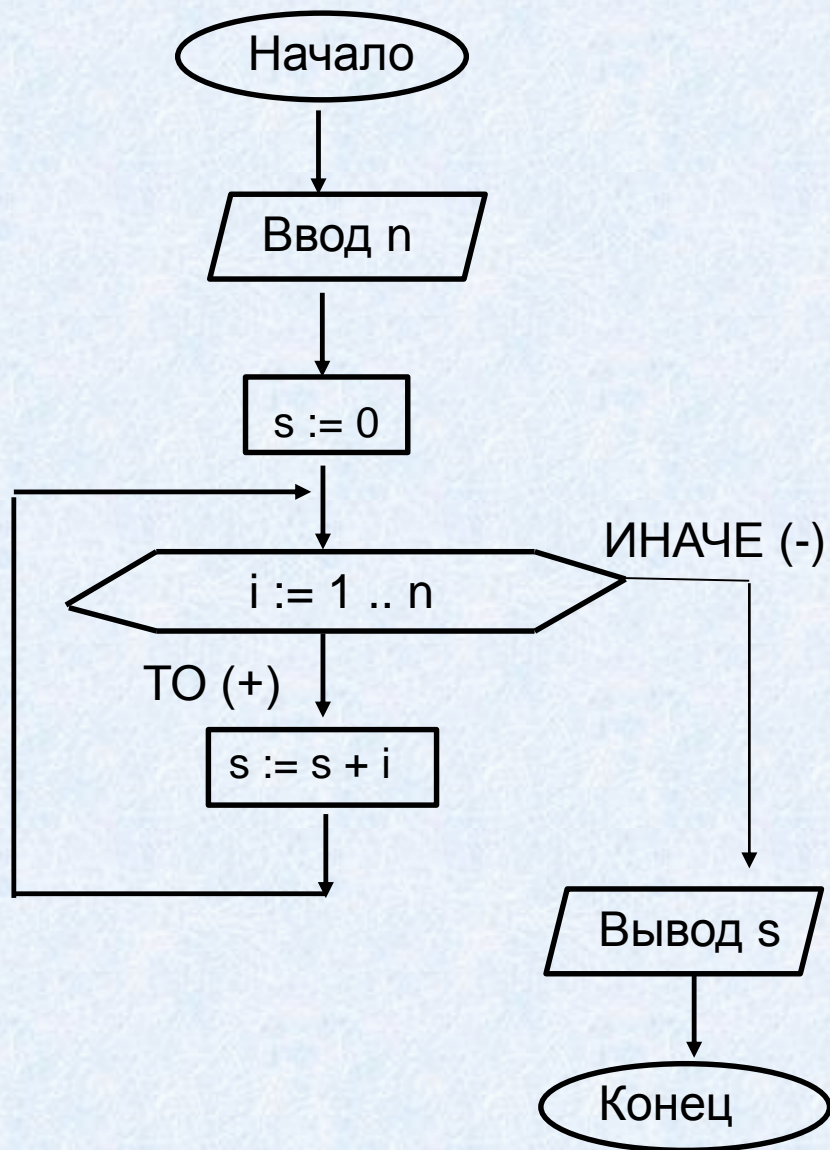 Начало
Ввод n
s := 0
ИНАЧЕ (-)
i := 1 .. n
ТО (+)
s := s + i
Вывод s
Конец